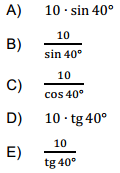 A) 10 · sin 40°
B) 10 / sin 40°
C) 10 / cos 40°
D) 10 · tg 40°
E) 10 / tg 40°